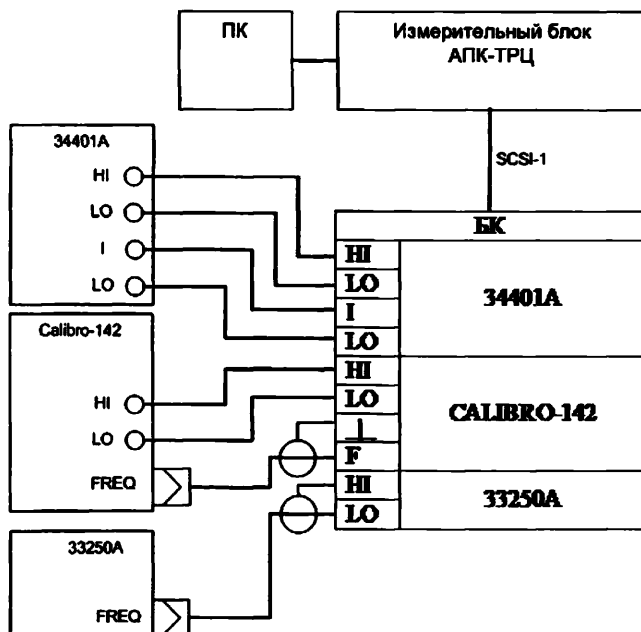 ПК
Измерительный блок
АПК-ТРЦ
SCSI-1
34401A
HI
LO
I
LO
Calibro-142
HI
LO
FREQ
33250A
FREQ
БК
HI
LO
I
LO
34401A
HI
LO
⊥
F
CALIBRO-142
HI
LO
33250A